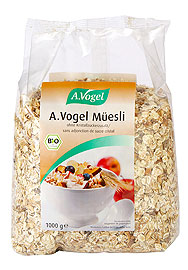 A.Vogel
A.Vogel Müesli
ohne Kristallzuckerzusatz/
sans adjonction de sucre cristal
BIO
1000 g e